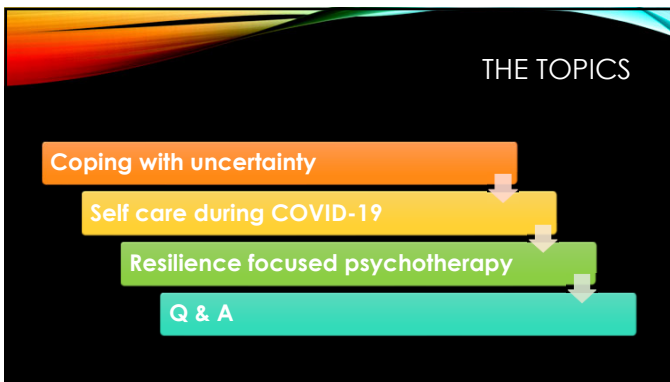 THE TOPICS
Coping with uncertainty
Self care during COVID-19
Resilience focused psychotherapy
Q & A